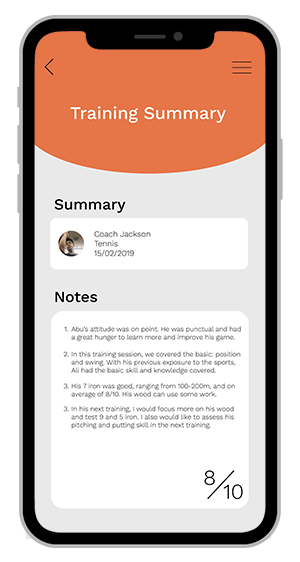 Training Summary
Summary
Coach Jackson
Tennis
15/02/2019
Notes
1. Abu's attitude was on point. He was punctual and had
a great hunger to learn more and improve his game.
2. In this training session, we covered the basic: position
and swing. With his previous exposure to the sports,
Ali had the basic skill and knowledge covered.
3. His 7 iron was good, ranging from 100-200m, and on
average of 8/10. His wood can use some work.
3. In his next training, I would focus more on his wood
and test 9 and 5 iron. I also would like to assess his
pitching and putting skill in the next training.
8/10